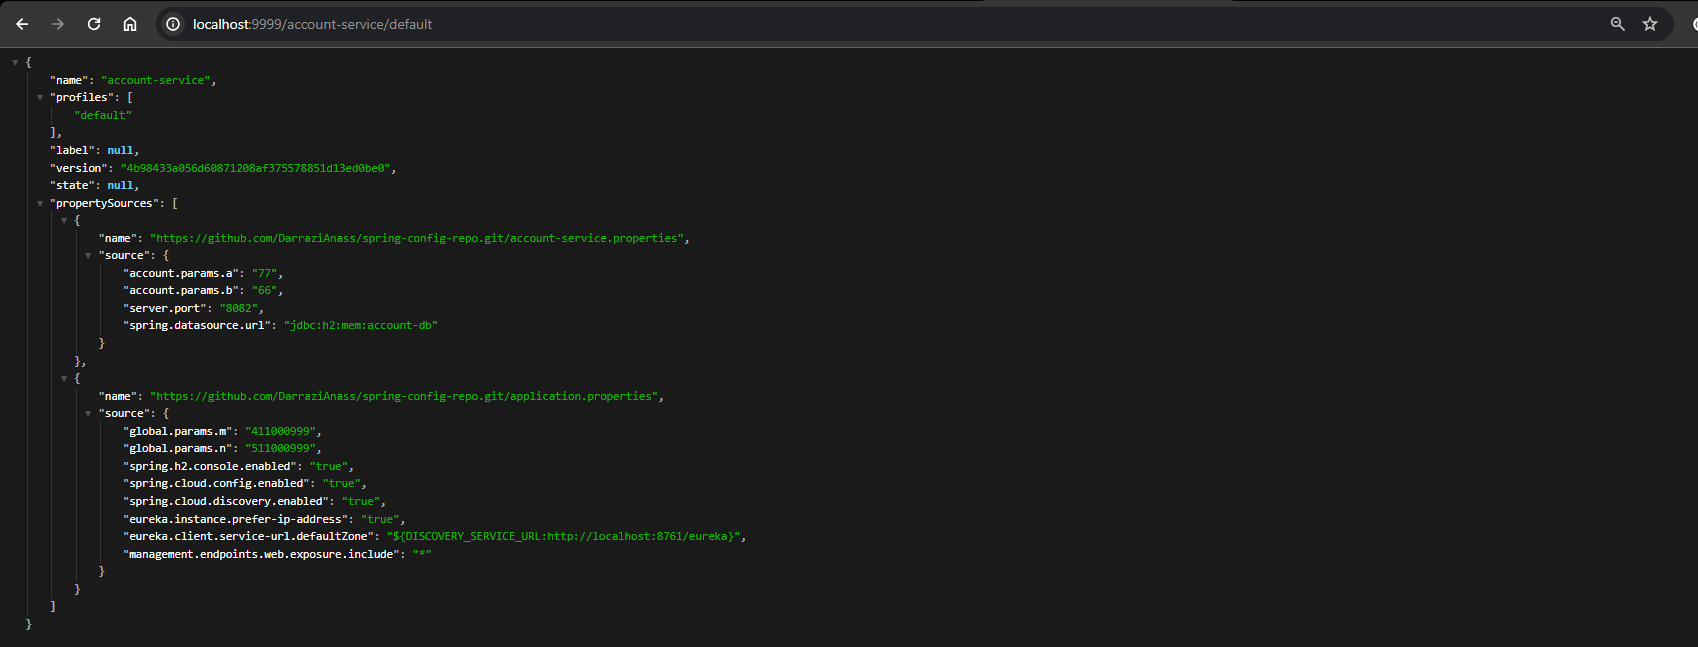 localhost:9999/account-service/default
{
"name": "account-service",
"profiles": [
"default"
],
"label": null,
"version": "4b98433a056d60871208af375578851d13ed0be0",
"state": null,
"propertySources": [
{
"name": "https://github.com/DarraziAnass/spring-config-repo.git/account-service.properties",
"source": {
"account.params.a": "77",
"account.params.b": "66",
"server.port": "8082",
"spring.datasource.url": "jdbc:h2:mem:account-db"
}
},
{
"name": "https://github.com/DarraziAnass/spring-config-repo.git/application.properties",
"source": {
"global.params.m": "411000999",
"global.params.n": "511000999",
"spring.h2.console.enabled": "true",
"spring.cloud.config.enabled": "true",
"spring.cloud.discovery.enabled": "true",
"eureka.instance.prefer-ip-address": "true",
"eureka.client.service-url.defaultZone": "${DISCOVERY_SERVICE_URL:http://localhost:8761/eureka}",
"management.endpoints.web.exposure.include": "*"
}
}
]
}